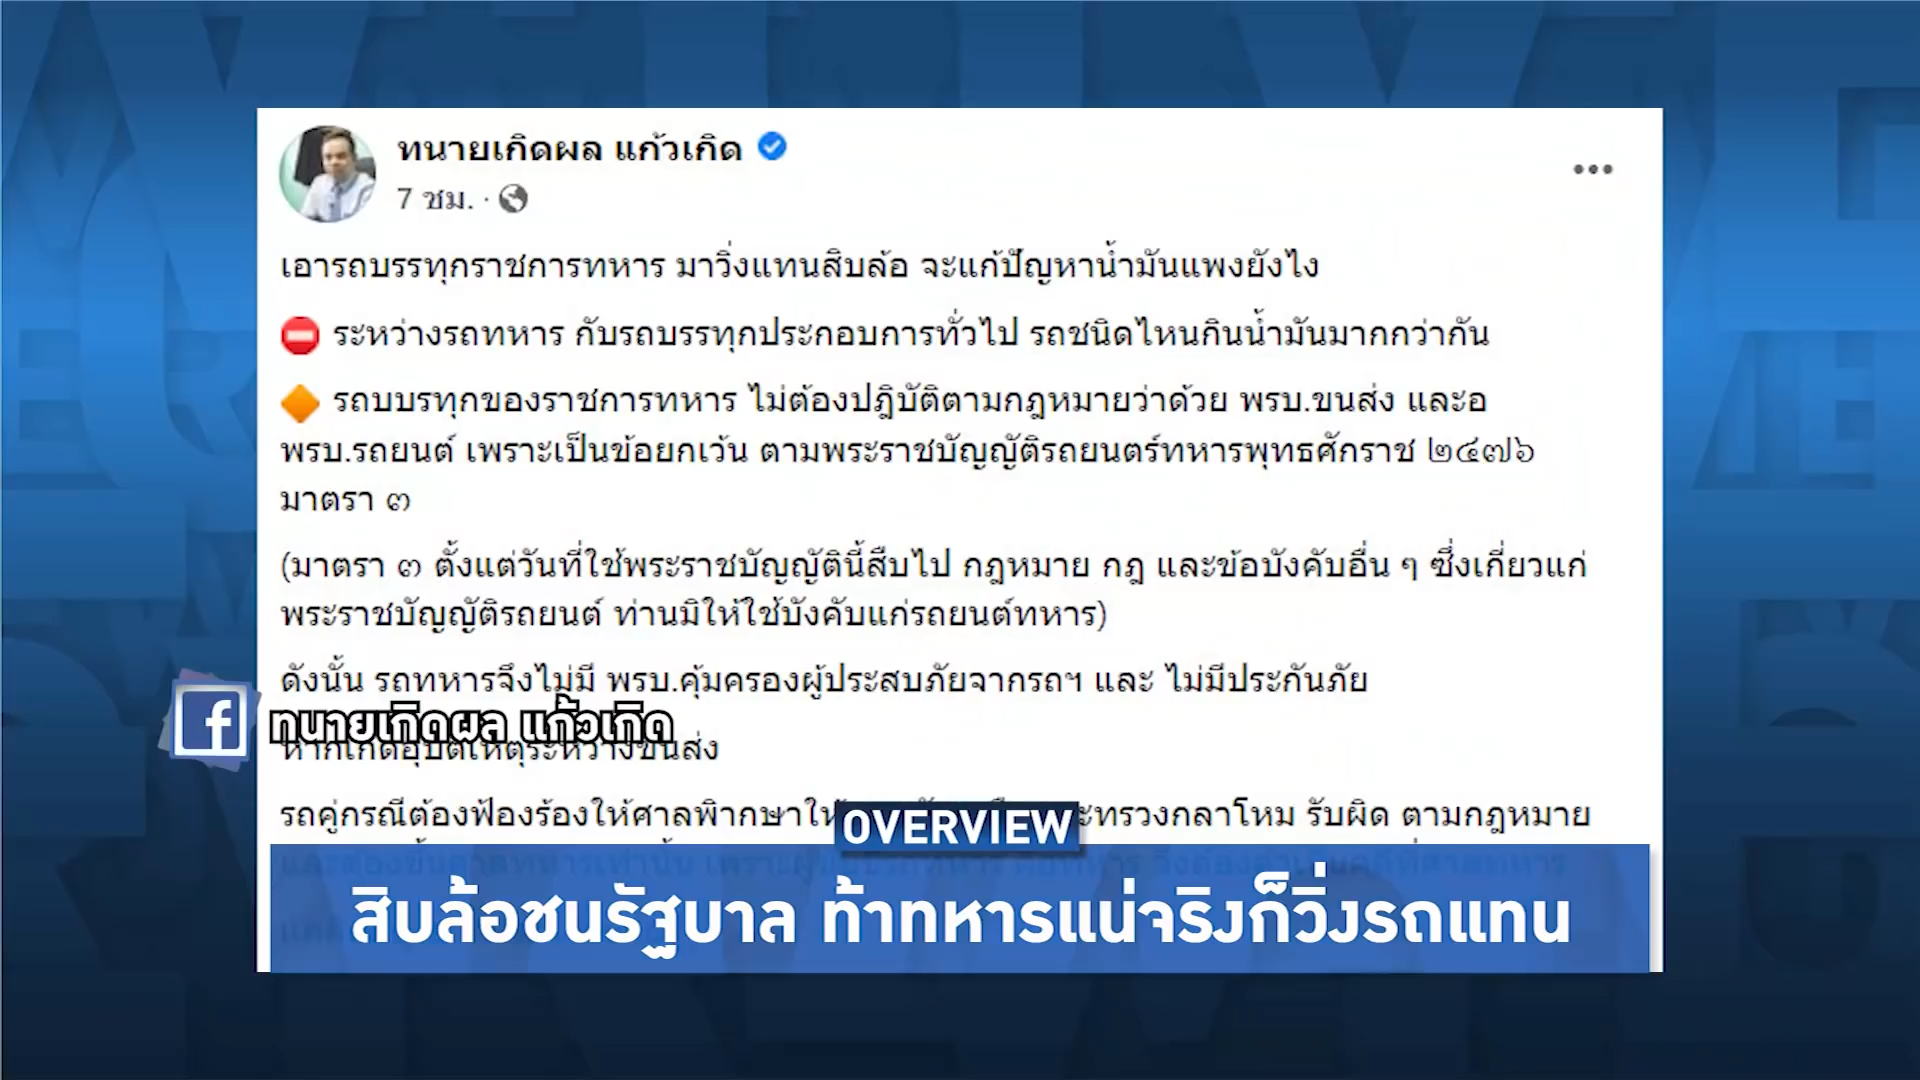 ทนายเกิดผล แก้วเกิด
7 ชม. ·
เอารถบรรทุกราชการทหาร มาวิ่งแทนสิบล้อ จะแก้ปัญหาน้ำมันแพงยังไง
ระหว่างรถทหาร กับรถบรรทุกประกอบการทั่วไป รถชนิดไหนกินน้ำมันมากกว่ากัน
รถบบรทุกของราชการทหาร ไม่ต้องปฎิบัติตามกฎหมายว่าด้วย พรบ.ขนส่ง และอ
พรบ.รถยนต์ เพราะเป็นข้อยกเว้น ตามพระราชบัญญัติรถยนตร์ทหารพุทธศักราช ๒๔๗๖
มาตรา ๓
(มาตรา ๓ ตั้งแต่วันที่ใช้พระราชบัญญัตินี้สืบไป กฎหมาย กฎ และข้อบังคับอื่น ๆ ซึ่งเกี่ยวแก่
พระราชบัญญัติรถยนต์ ท่านมิให้ใช้บังคับแก่รถยนต์ทหาร)
ดังนั้น รถทหารจึงไม่มี พรบ.คุ้มครองผู้ประสบภัยจากรถฯ และ ไม่มีประกันภัย
ทนายเกิดผล แก้วเกิด
หากเกิดอุบัติเหตุระหว่างขนส่ง
รถคู่กรณีต้องฟ้องร้องให้ศาลพิากษาให้ กลาโหม รับผิด ตามกฎหมาย
OVERVIEW
สิบล้อชนรัฐบาล ท้าทหารแน่จริงก็วิ่งรถแทน